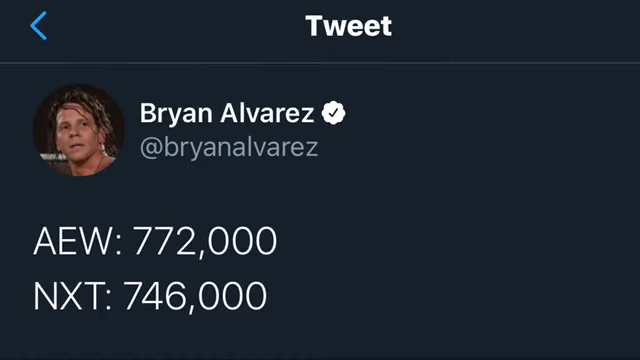 Tweet
Bryan Alvarez
@bryanalvarez
AEW: 772,000
NXT: 746,000